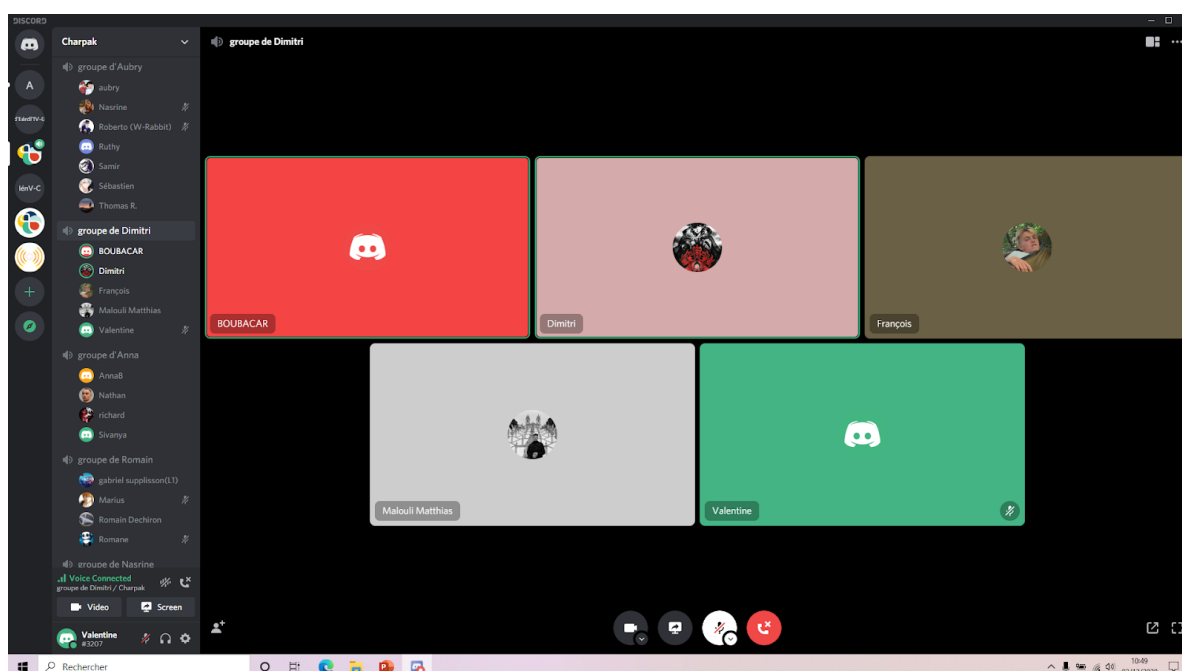 DISCORD
Charpak
groupe de Dimitri
groupe d'Aubry
aubry
Nasrine
Roberto (W-Rabbit)
Ruthy
Samir
Sébastien
Thomas R.
groupe de Dimitri
BOUBACAR
Dimitri
François
Malouli Matthias
Valentine
groupe d'Anna
AnnaB
Nathan
richard
Sivanya
groupe de Romain
gabriel supplisson(L1)
Marius
Romain Dechiron
Romane
groupe de Nasrine
Voice Connected
groupe de Dimitri / Charpak
Video
Screen
Valentine
#3207
A
lénV-C
BOUBACAR
Dimitri
François
Malouli Matthias
Valentine
Rechercher
10:49